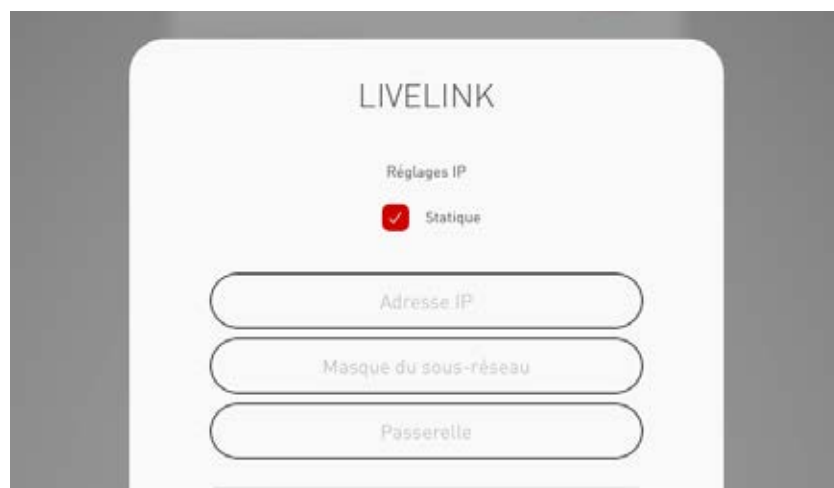 LIVELINK
Réglages IP
Statique
Adresse IP
Masque du sous-réseau
Passerelle